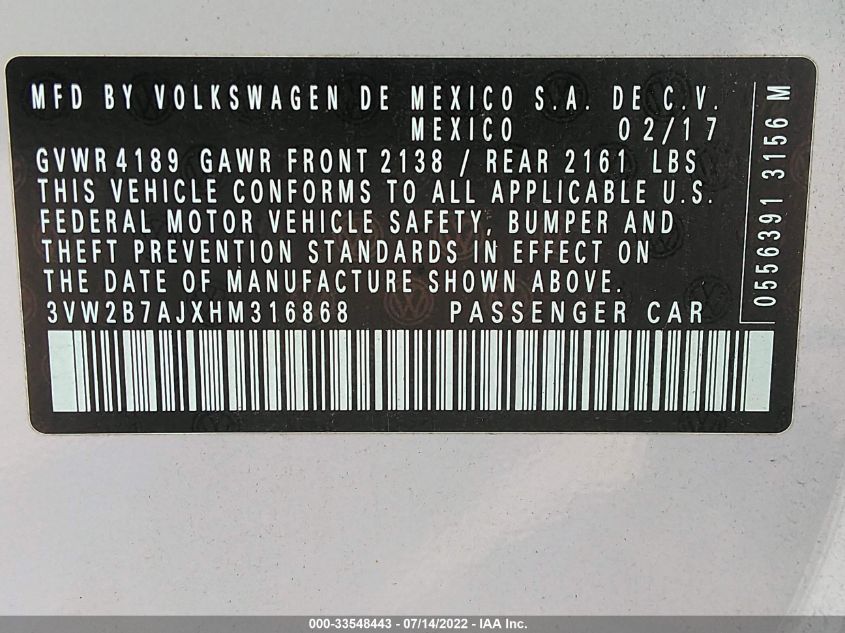 MFD BY VOLKSWAGEN DE MEXICO S.A. DE C.V.
MEXICO 02/17
GVWR 4189 GAWR FRONT 2138 / REAR 2161 LBS
THIS VEHICLE CONFORMS TO ALL APPLICABLE U.S.
FEDERAL MOTOR VEHICLE SAFETY, BUMPER AND
THEFT PREVENTION STANDARDS IN EFFECT ON
THE DATE OF MANUFACTURE SHOWN ABOVE.
3VW2B7AJXHM316868 PASSENGER CAR
0556391 3156 M
000-33548443 - 07/14/2022 - IAA Inc.